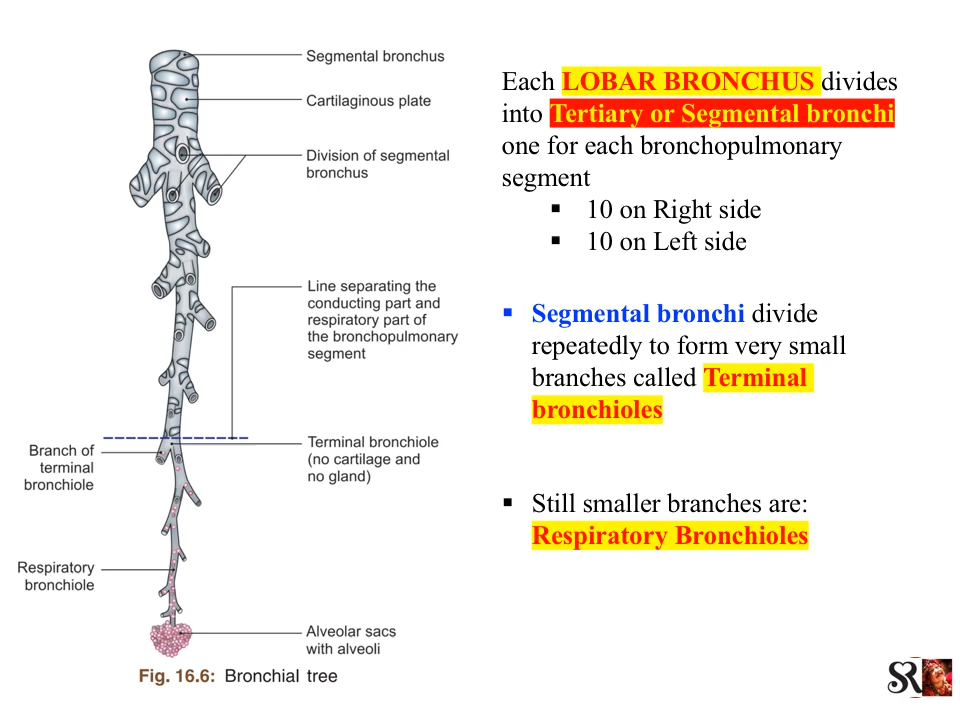 Segmental bronchus
Cartilaginous plate
Division of segmental
bronchus
Line separating the
conducting part and
respiratory part of
the bronchopulmonary
segment
Branch of
terminal
bronchiole
Terminal bronchiole
(no cartilage and
no gland)
Respiratory
bronchiole
Alveolar sacs
with alveoli
Fig. 16.6: Bronchial tree
Each LOBAR BRONCHUS divides
into Tertiary or Segmental bronchi
one for each bronchopulmonary
segment
▪ 10 on Right side
▪ 10 on Left side
▪ Segmental bronchi divide
repeatedly to form very small
branches called Terminal
bronchioles
▪ Still smaller branches are:
Respiratory Bronchioles
SR